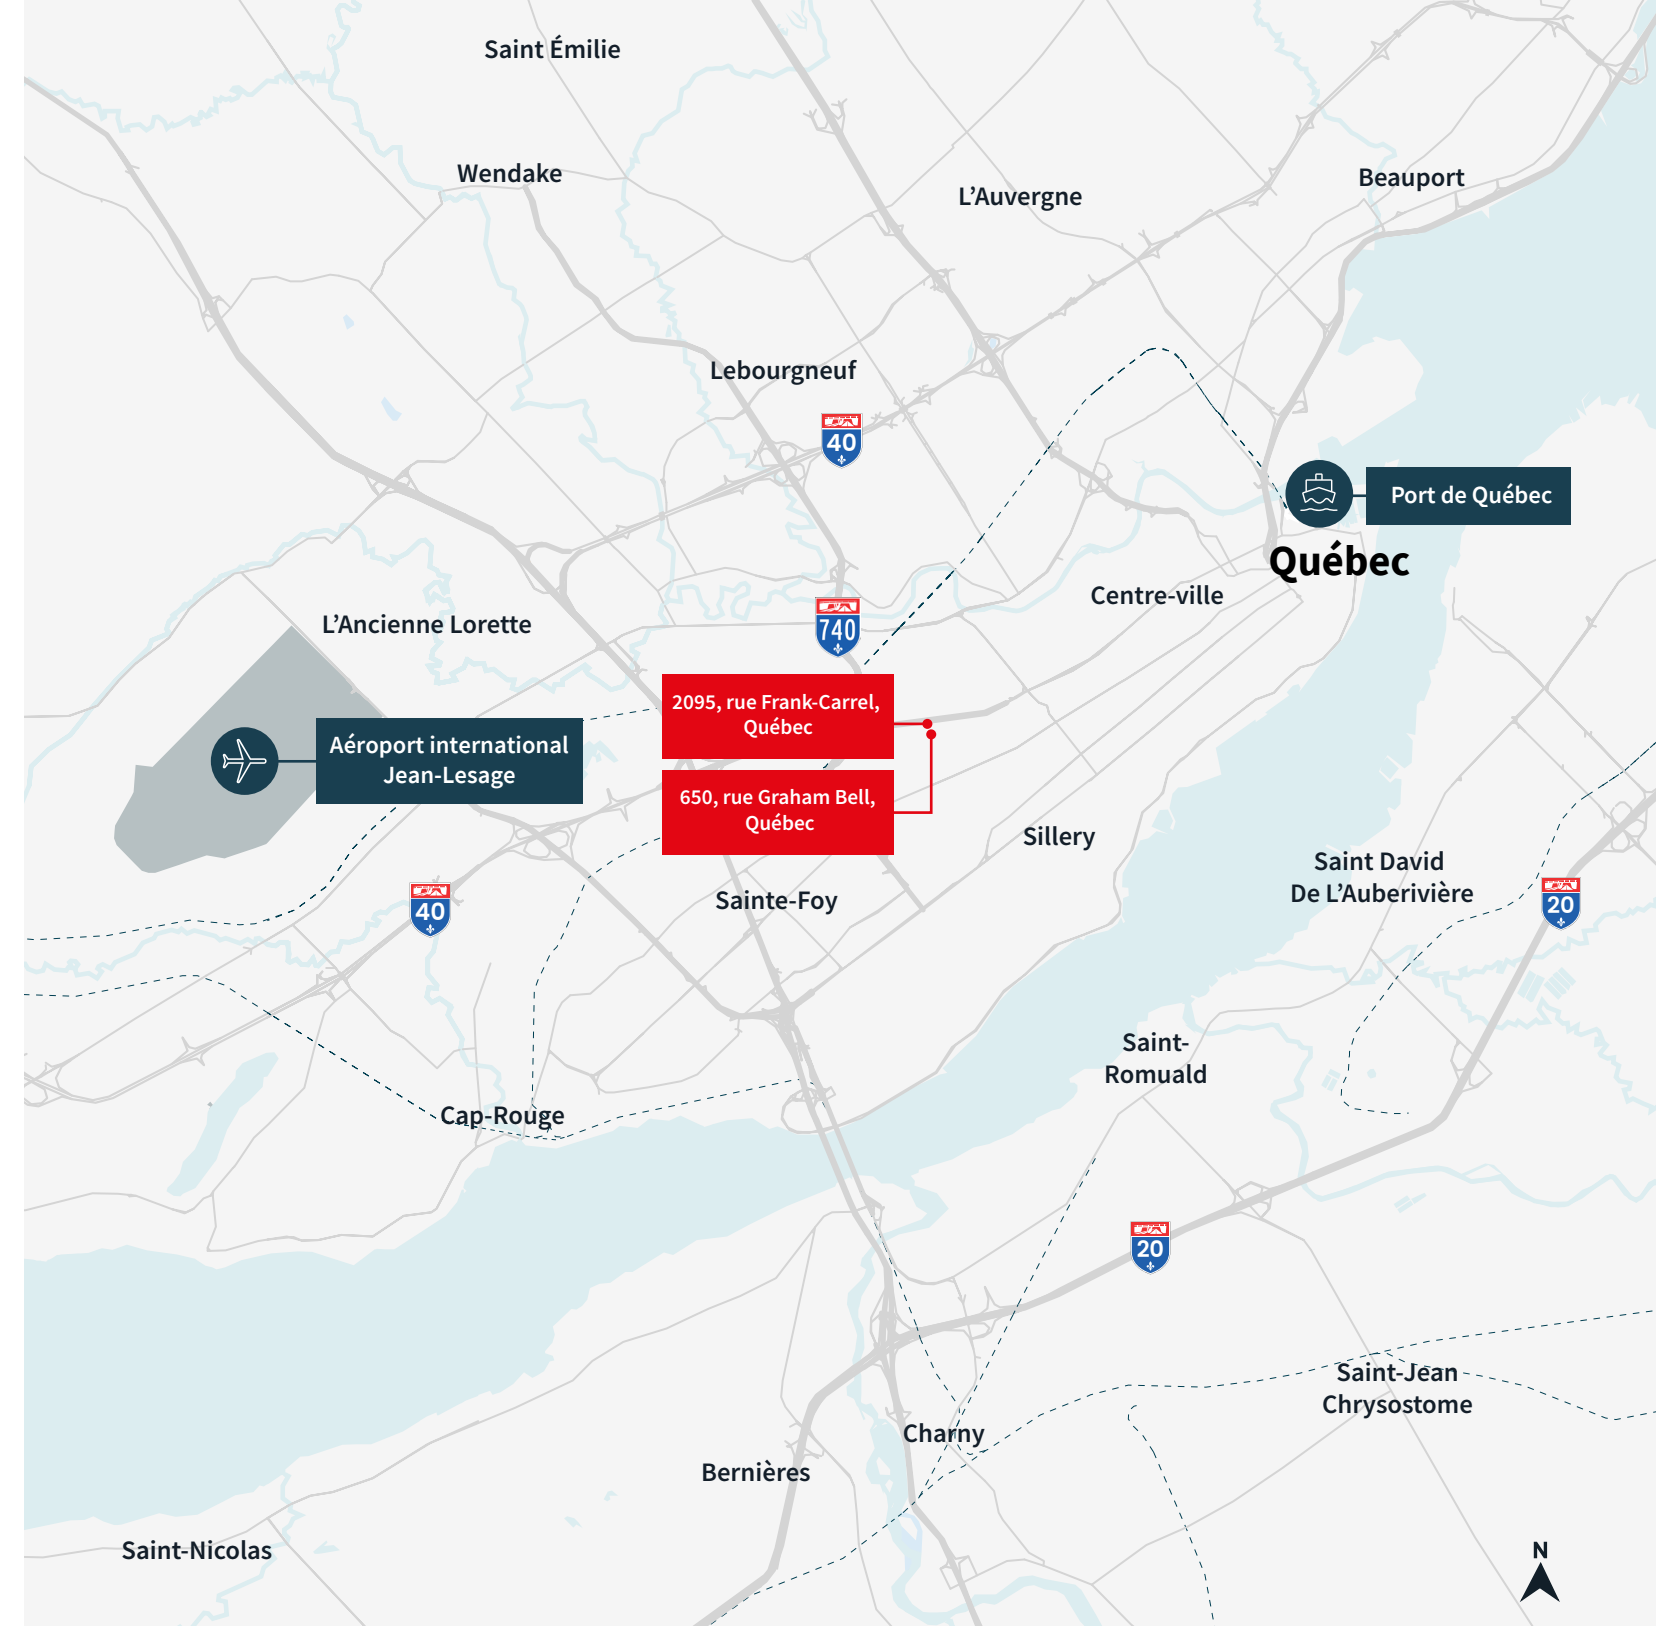 Saint Émilie
Wendake
Beauport
L’Auvergne
Lebourgneuf
40
Port de Québec
Québec
Centre-ville
740
L’Ancienne Lorette
2095, rue Frank-Carrel,
Québec
Aéroport international
Jean-Lesage
650, rue Graham Bell,
Québec
Sillery
Saint David
De L’Auberivière
20
Sainte-Foy
40
Saint-
Romuald
Cap-Rouge
20
Saint-Jean
Chrysostome
Charny
Bernières
Saint-Nicolas
N